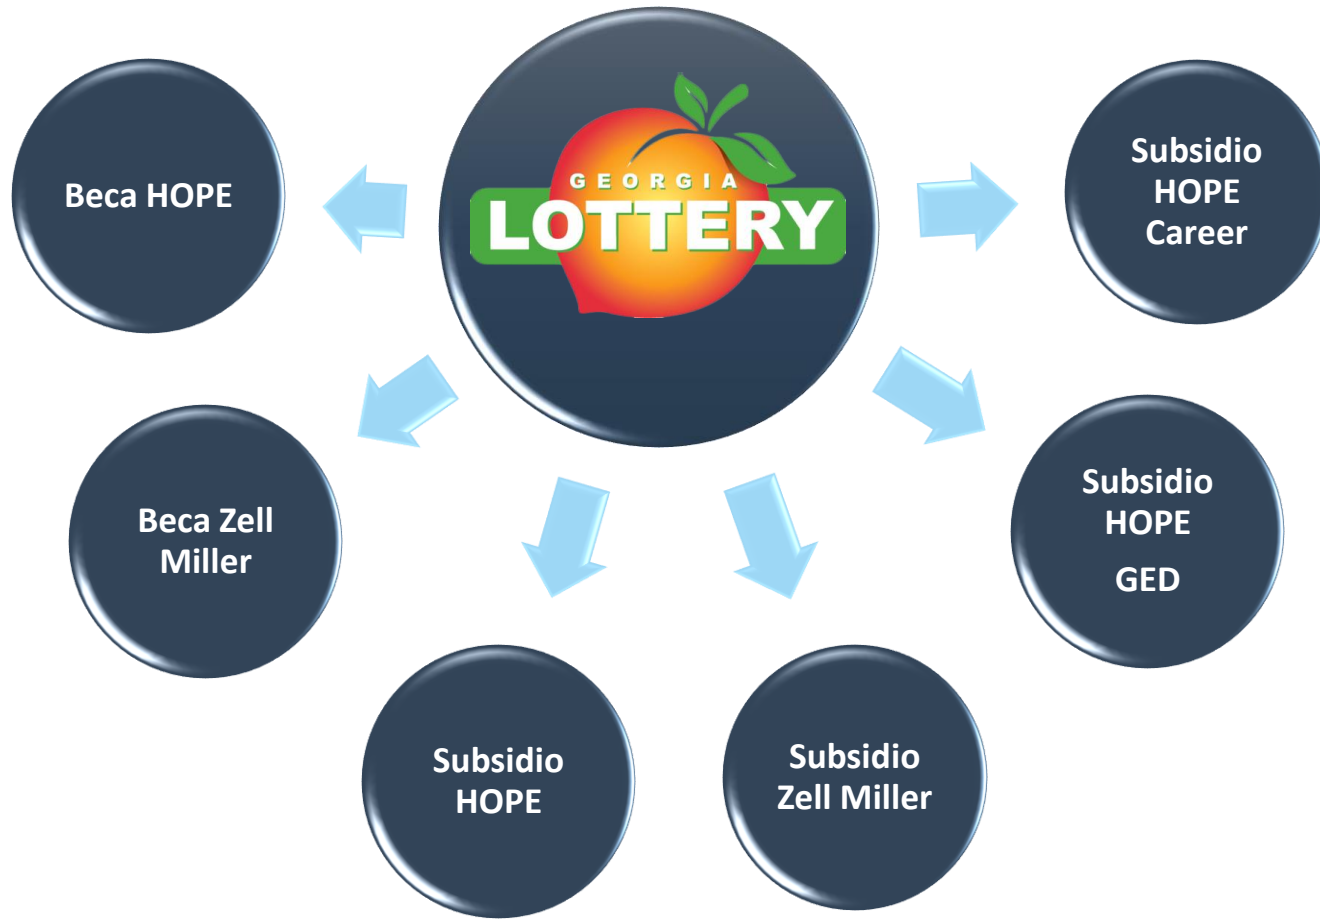 GEORGIA
LOTTERY
Beca HOPE
Beca Zell
Miller
Subsidio
HOPE
Subsidio
Zell Miller
Subsidio
HOPE
GED
Subsidio
HOPE
Career